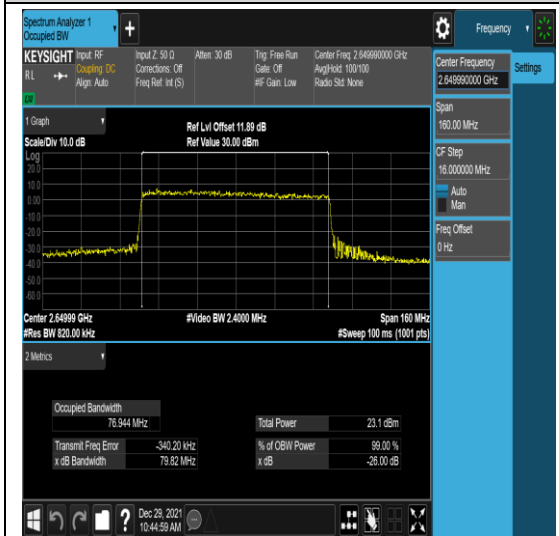 Spectrum Analyzer 1
Occupied BW
+
Frequency
KEYSIGHT
RL
Input: RF
Coupling: DC
Align: Auto
Input Z: 50 Ω
Corrections: Off
Freq Ref: Int (S)
Atten: 30 dB
Trig: Free Run
Gate: Off
#IF Gain: Low
Center Freq: 2.649990000 GHz
Avg|Hold: 100/100
Radio Std: None
Center Frequency
2.649990000 GHz
Settings
Span
160.00 MHz
CF Step
16.000000 MHz
Auto
Man
Freq Offset
0 Hz
1 Graph
Scale/Div 10.0 dB
Ref Lvl Offset 11.89 dB
Ref Value 30.00 dBm
Log
20.0
10.0
0.00
-10.0
-20.0
-30.0
-40.0
-50.0
-60.0
Center 2.64999 GHz
#Video BW 2.4000 MHz
Span 160 MHz
#Res BW 820.00 kHz
#Sweep 100 ms (1001 pts)
2 Metrics
Occupied Bandwidth
76.944 MHz
Total Power 23.1 dBm
Transmit Freq Error -340.20 kHz
% of OBW Power 99.00 %
x dB Bandwidth 79.82 MHz
x dB -26.00 dB
?
Dec 29, 2021
10:44:59 AM